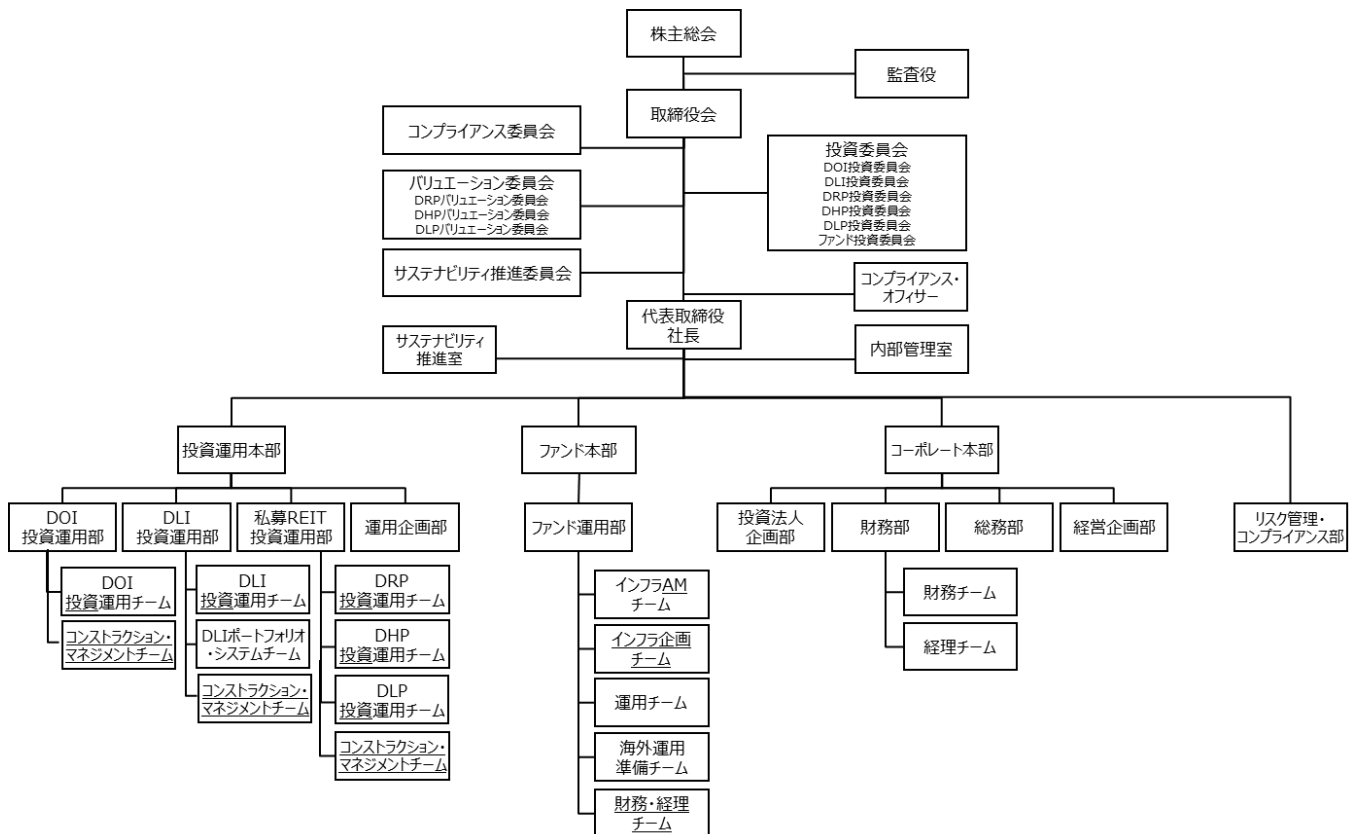 株主総会
監査役
取締役会
コンプライアンス委員会
投資委員会
DOI投資委員会
DLI投資委員会
DRP投資委員会
DHP投資委員会
DLP投資委員会
ファンド投資委員会
バリュエーション委員会
DRPバリュエーション委員会
DHPバリュエーション委員会
DLPバリュエーション委員会
サステナビリティ推進委員会
コンプライアンス・
オフィサー
代表取締役
社長
サステナビリティ
推進室
内部管理室
投資運用本部
ファンド本部
コーポレート本部
DOI
投資運用部
DLI
投資運用部
私募REIT
投資運用部
運用企画部
ファンド運用部
投資法人
企画部
財務部
総務部
経営企画部
リスク管理・
コンプライアンス部
DOI
投資運用チーム
コンストラクション・
マネジメントチーム
DLI
投資運用チーム
DLIポートフォリオ
・システムチーム
コンストラクション・
マネジメントチーム
DRP
投資運用チーム
DHP
投資運用チーム
DLP
投資運用チーム
コンストラクション・
マネジメントチーム
インフラAM
チーム
インフラ企画
チーム
運用チーム
海外運用
準備チーム
財務・経理
チーム
財務チーム
経理チーム